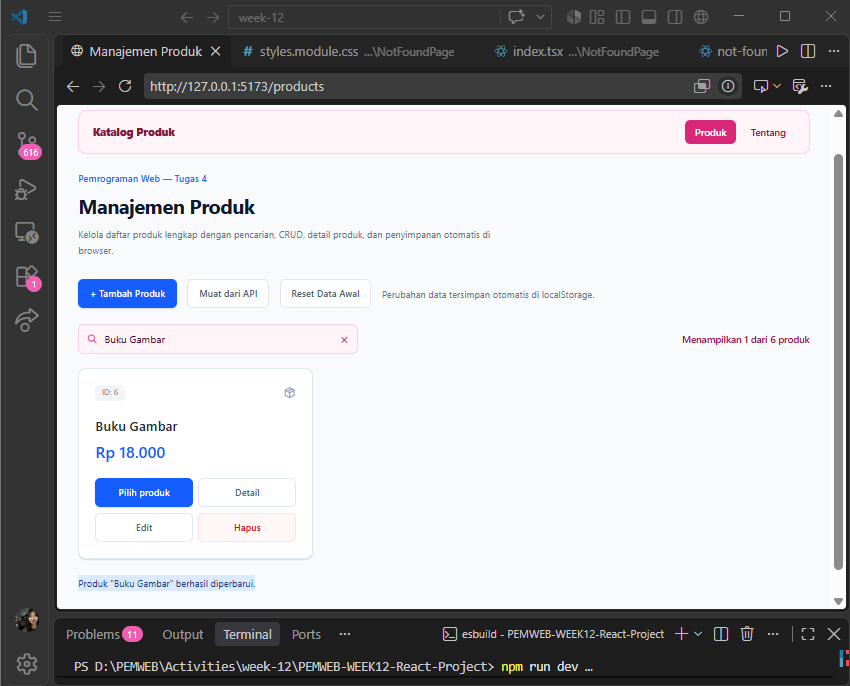 week-12
Manajemen Produk
# styles.module.css ...\NotFoundPage
index.tsx ...\NotFoundPage
not-foun
http://127.0.0.1:5173/products
Katalog Produk
Produk
Tentang
Pemrograman Web — Tugas 4
Manajemen Produk
Kelola daftar produk lengkap dengan pencarian, CRUD, detail produk, dan penyimpanan otomatis di
browser.
+ Tambah Produk
Muat dari API
Reset Data Awal
Perubahan data tersimpan otomatis di localStorage.
Buku Gambar
Menampilkan 1 dari 6 produk
ID: 6
Buku Gambar
Rp 18.000
Pilih produk
Detail
Edit
Hapus
Produk "Buku Gambar" berhasil diperbarui.
616
1
Problems 11
Output
Terminal
Ports
esbuild - PEMWEB-WEEK12-React-Project
PS D:\PEMWEB\Activities\week-12\PEMWEB-WEEK12-React-Project> npm run dev ...